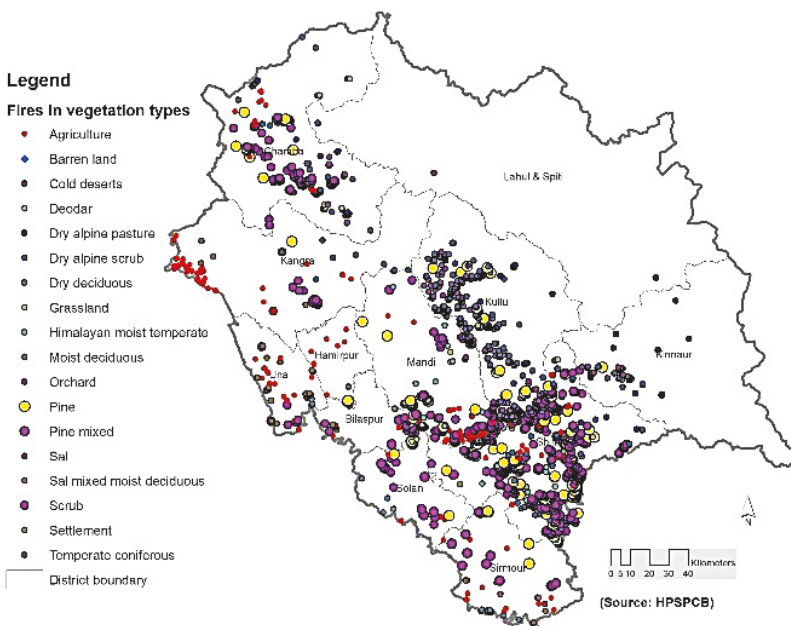 Legend
Fires in vegetation types
Agriculture
Barren land
Cold deserts
Deodar
Dry alpine pasture
Dry alpine scrub
Dry deciduous
Grassland
Himalayan moist temperate
Moist deciduous
Orchard
Pine
Pine mixed
Sal
Sal mixed moist deciduous
Scrub
Settlement
Temperate coniferous
District boundary
Lahul & Spiti
Kangra
Kullu
Kinnaur
Hamirpur
Mandi
Una
Bilaspur
Solan
Sirmour
N
Kilometers
0 5 10 20 30 40
(Source: HPSPCB)